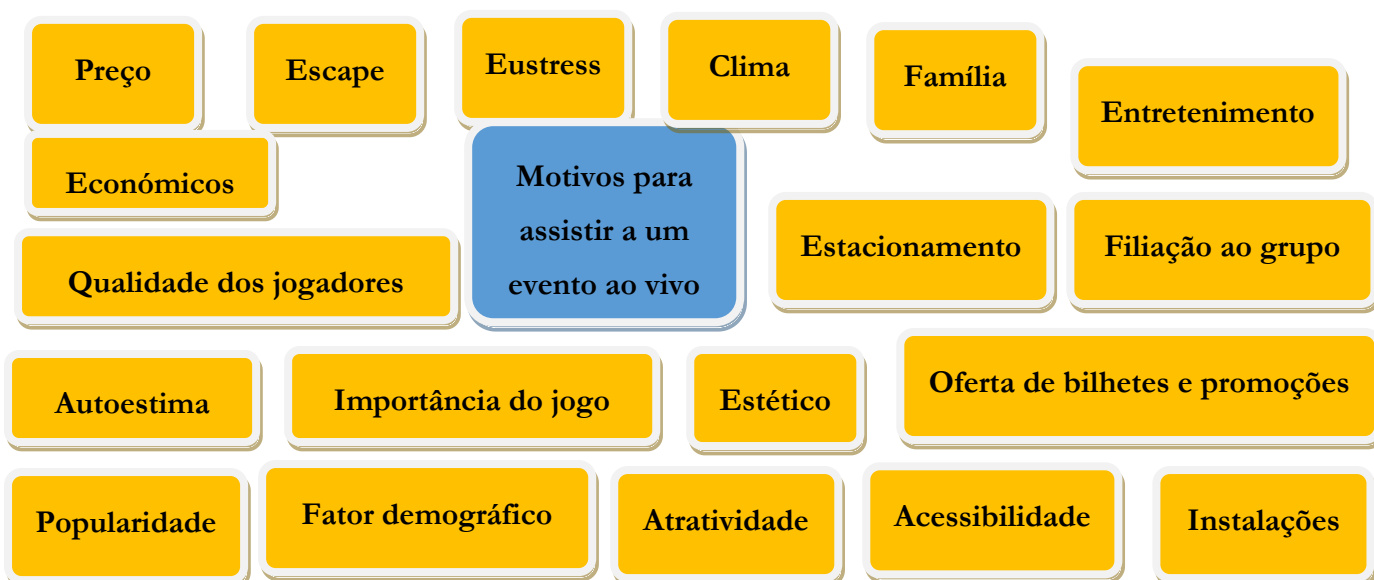 Preço
Escape
Eustress
Clima
Família
Entretenimento
Económicos
Motivos para
assistir a um
evento ao vivo
Estacionamento
Filiação ao grupo
Qualidade dos jogadores
Autoestima
Importância do jogo
Estético
Oferta de bilhetes e promoções
Popularidade
Fator demográfico
Atratividade
Acessibilidade
Instalações